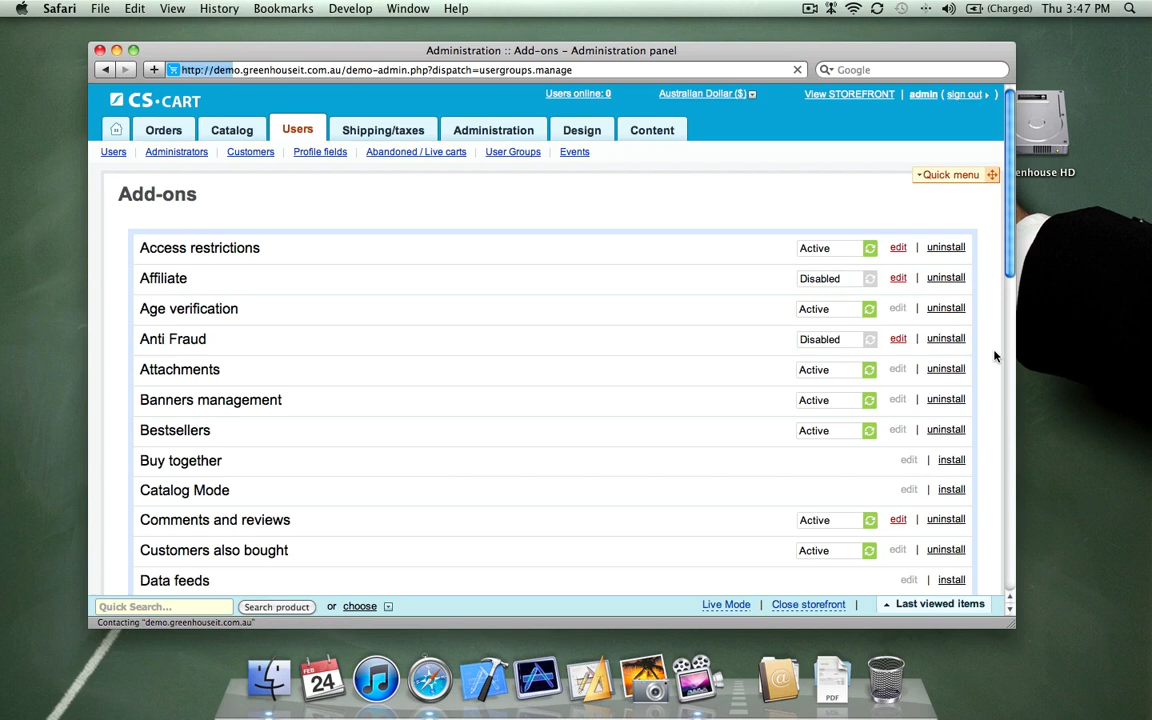 Safari File Edit View History Bookmarks Develop Window Help (Charged) Thu 3:47 PM
Administration :: Add-ons – Administration panel
http://demo.greenhouseit.com.au/demo-admin.php?dispatch=usergroups.manage Google
CS-CART Users online: 0 Australian Dollar ($) View STOREFRONT | admin ( sign out )
Orders Catalog Users Shipping/taxes Administration Design Content
Users Administrators Customers Profile fields Abandoned / Live carts User Groups Events
enhouse HD
Quick menu
Add-ons
Access restrictions Active edit | uninstall
Affiliate Disabled edit | uninstall
Age verification Active edit | uninstall
Anti Fraud Disabled edit | uninstall
Attachments Active edit | uninstall
Banners management Active edit | uninstall
Bestsellers Active edit | uninstall
Buy together edit | install
Catalog Mode edit | install
Comments and reviews Active edit | uninstall
Customers also bought Active edit | uninstall
Data feeds edit | install
Quick Search... Search product or choose Live Mode | Close storefront | Last viewed items
Contacting "demo.greenhouseit.com.au"
FEB
24
PDF